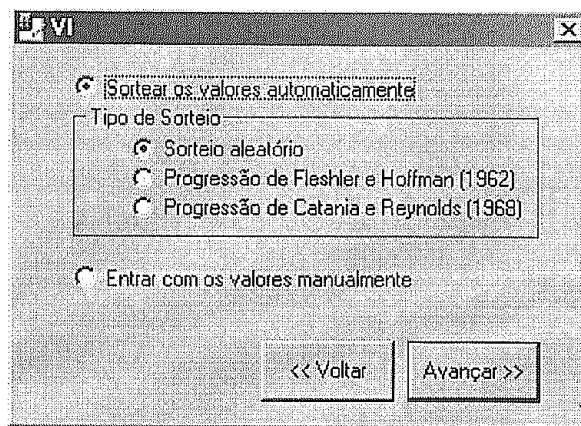 VI
Sortear os valores automaticamente
Tipo de Sorteio
Sorteio aleatório
Progressão de Fleshler e Hoffman (1962)
Progressão de Catania e Reynolds (1968)
Entrar com os valores manualmente
<< Voltar
Avançar >>